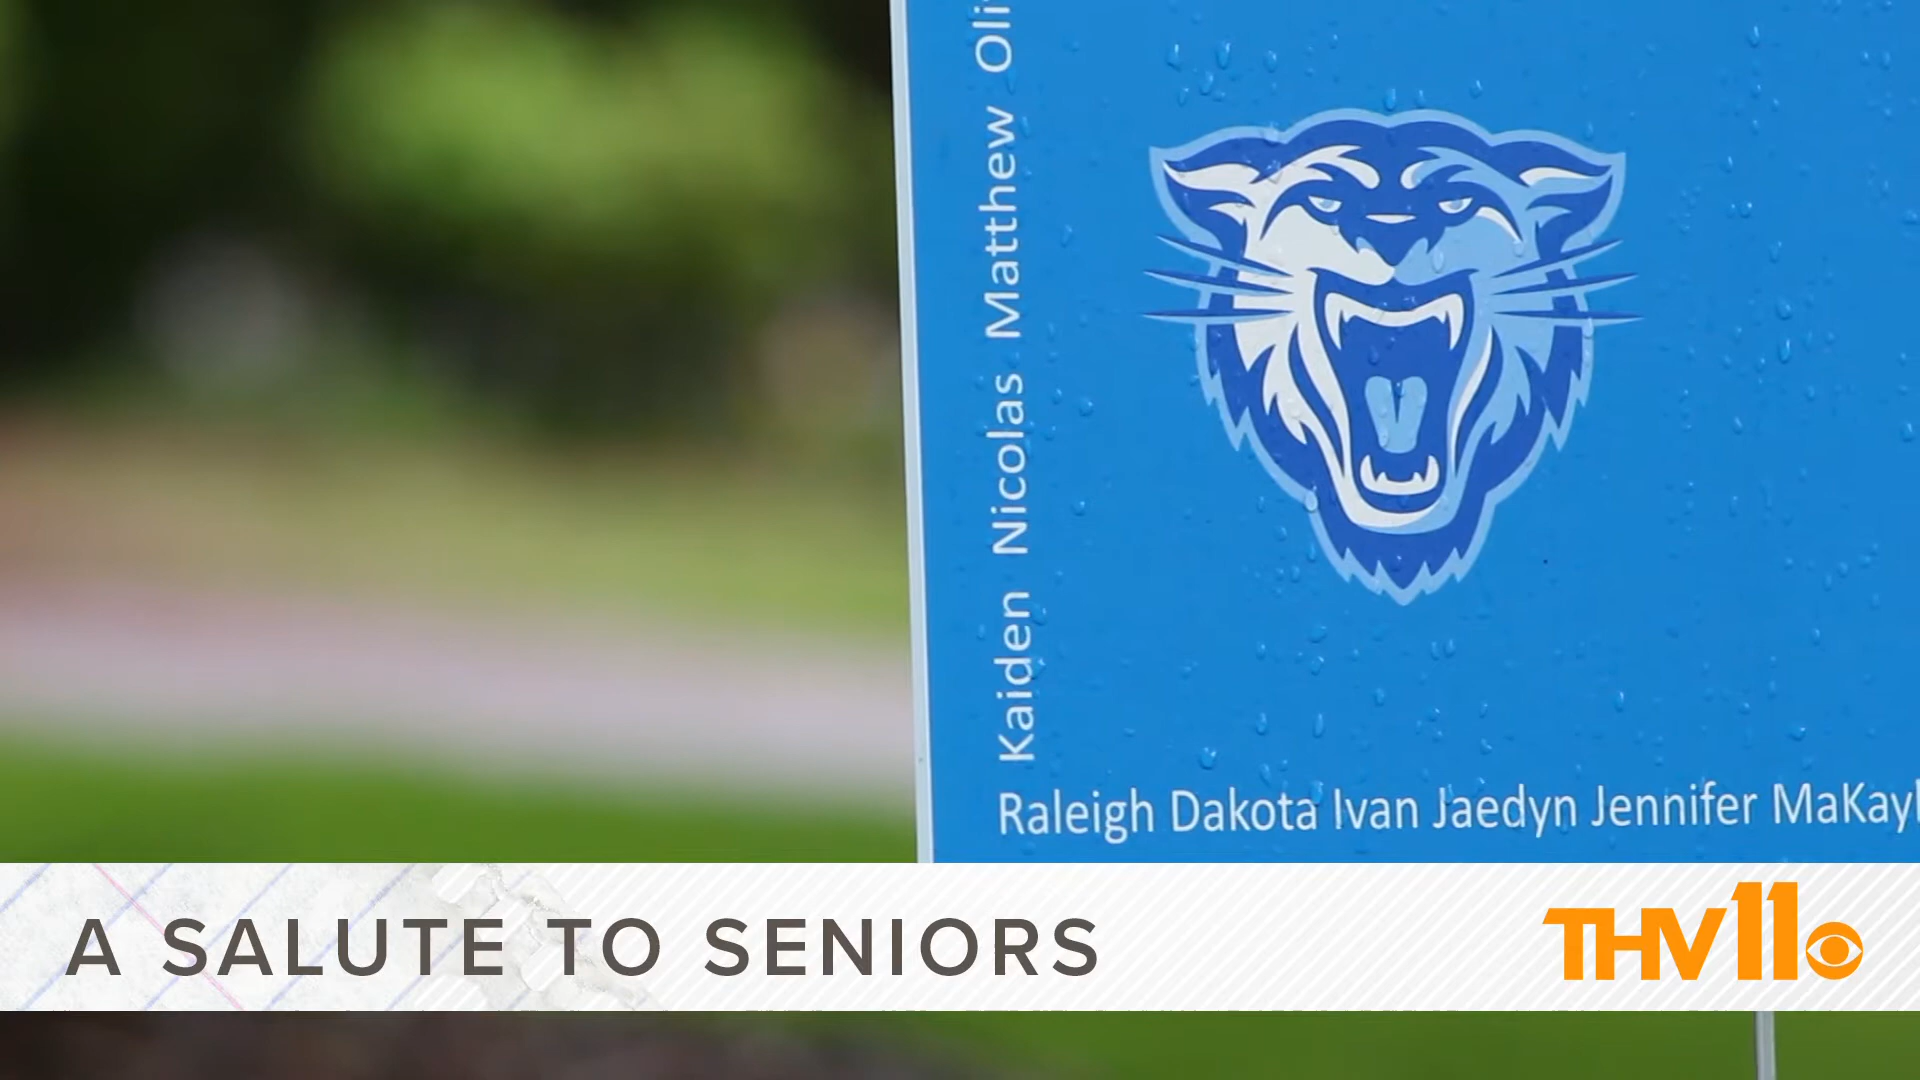 Kaiden Nicolas Matthew
Raleigh Dakota Ivan Jaedyn Jennifer
A SALUTE TO SENIORS
THV11